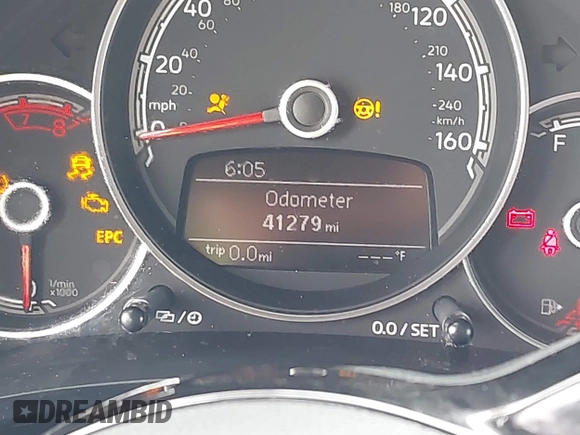 40
60
80
180
120
20
20
mph
0
210
140
240
km/h
160
7 8
EPC
1/min
x1000
6:05
Odometer
41279 mi
trip 0.0 mi
---°F
F
0.0 / SET
DREAMBID